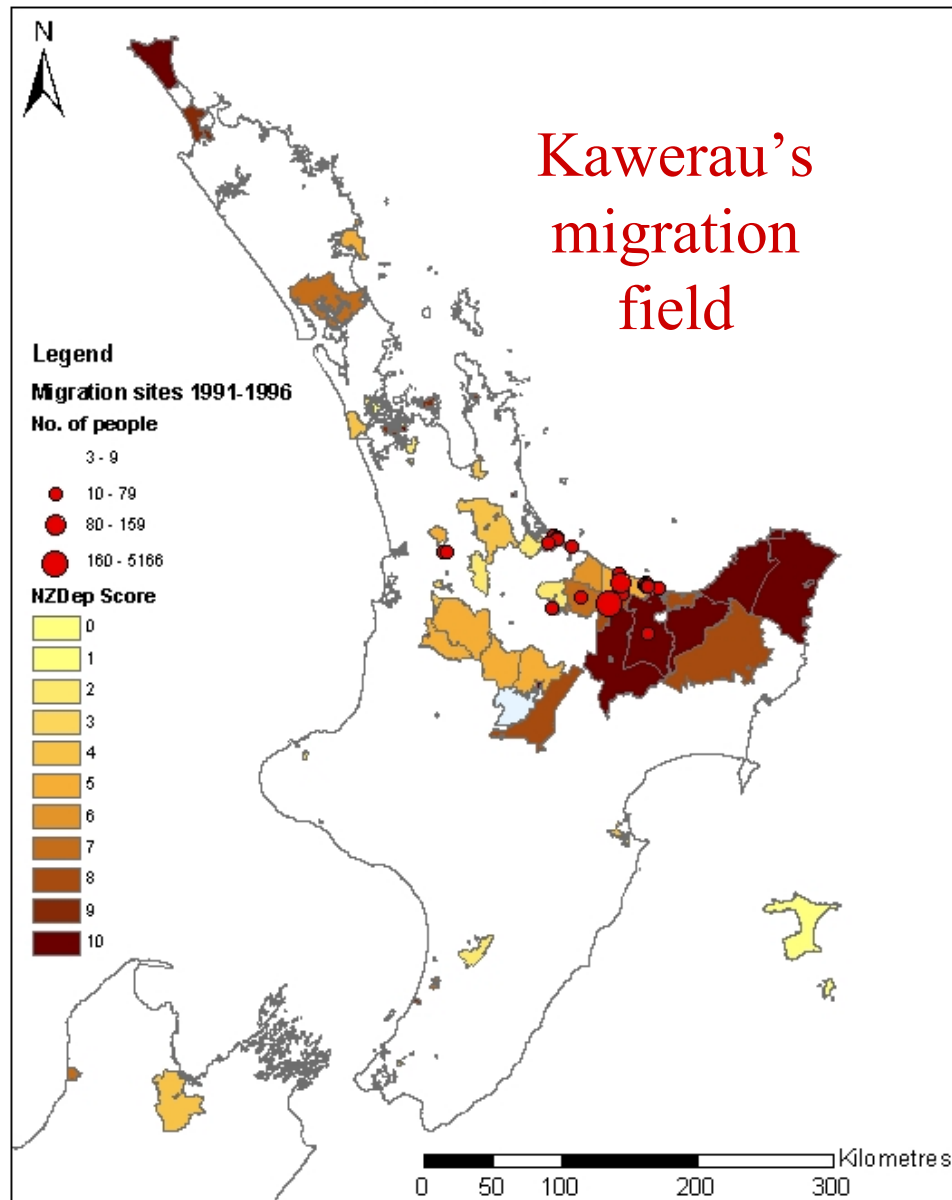 N
Kawerau's
migration
field
Legend
Migration sites 1991-1996
No. of people
3 - 9
10 - 79
80 - 159
160 - 5166
NZDep Score
0
1
2
3
4
5
6
7
8
9
10
Kilometres
0 50 100 200 300